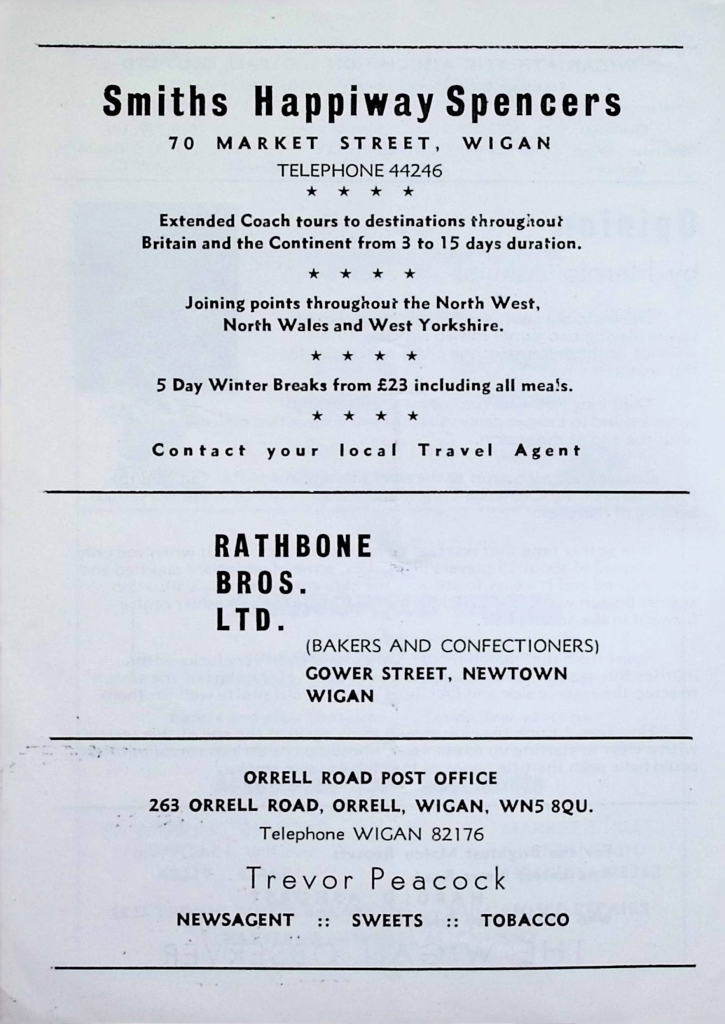 Smiths Happiway Spencers
70 MARKET STREET, WIGAN
TELEPHONE 44246
★ ★ ★ ★
Extended Coach tours to destinations throughout
Britain and the Continent from 3 to 15 days duration.
★ ★ ★ ★
Joining points throughout the North West,
North Wales and West Yorkshire.
★ ★ ★ ★
5 Day Winter Breaks from £23 including all meals.
★ ★ ★ ★
Contact your local Travel Agent
RATHBONE
BROS.
LTD.
(BAKERS AND CONFECTIONERS)
GOWER STREET, NEWTOWN
WIGAN
ORRELL ROAD POST OFFICE
263 ORRELL ROAD, ORRELL, WIGAN, WN5 8QU.
Telephone WIGAN 82176
Trevor Peacock
NEWSAGENT :: SWEETS :: TOBACCO